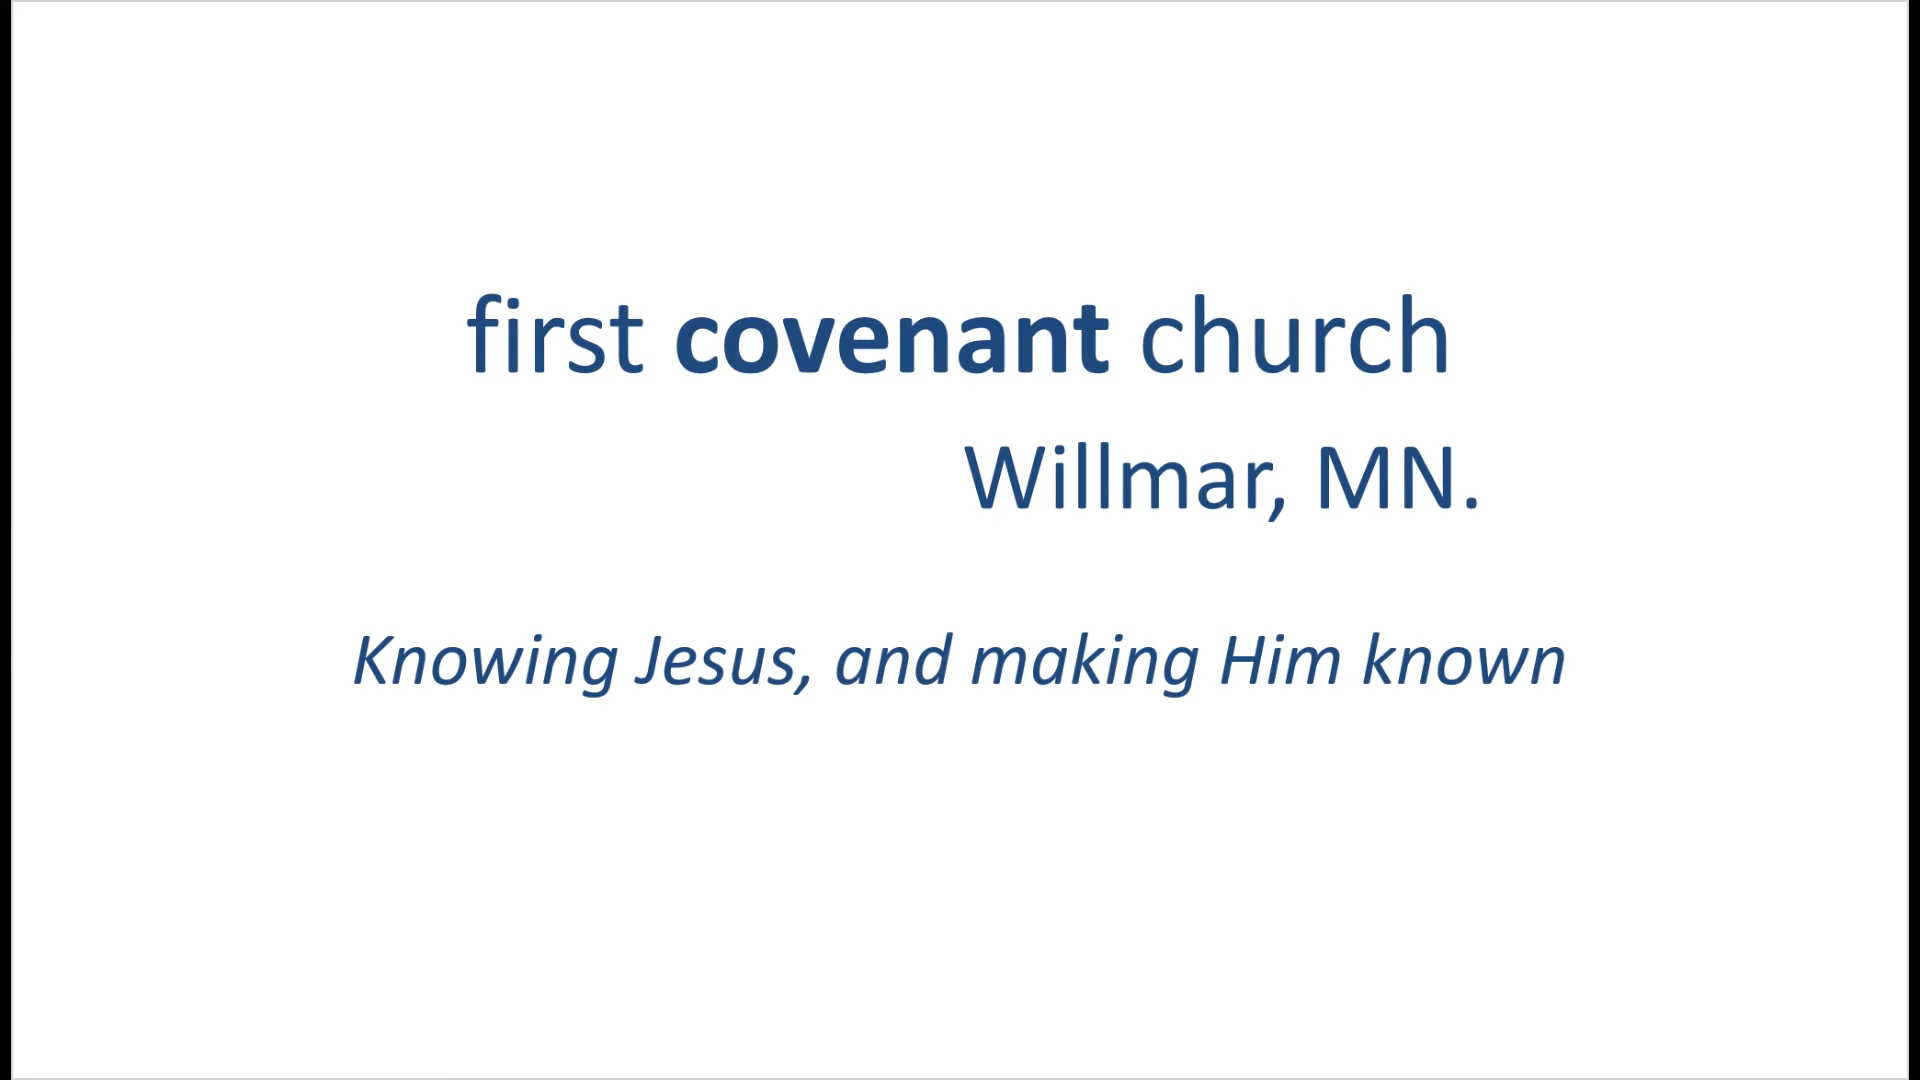 first covenant church
Willmar, MN.
Knowing Jesus, and making Him known